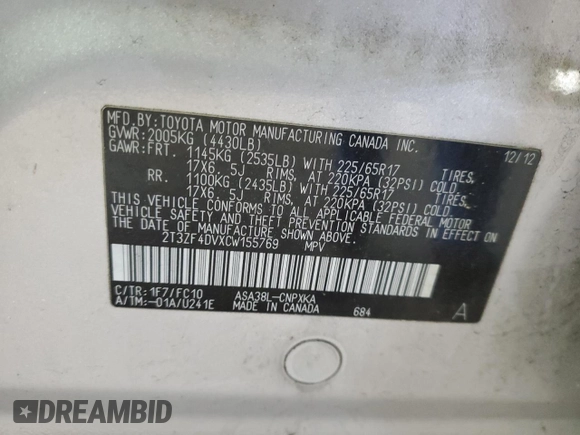 MFD. BY: TOYOTA MOTOR MANUFACTURING CANADA INC.
GVWR: 2005KG (4430LB) 12/12
GAWR: FRT. 1145KG (2535LB) WITH 225/65R17 TIRES,
17X6. 5J RIMS, AT 220KPA (32PSI) COLD.
RR. 1100KG (2435LB) WITH 225/65R17 TIRES,
17X6. 5J RIMS, AT 220KPA (32PSI) COLD.
THIS VEHICLE CONFORMS TO ALL APPLICABLE FEDERAL MOTOR
VEHICLE SAFETY AND THEFT PREVENTION STANDARDS IN EFFECT ON
THE DATE OF MANUFACTURE SHOWN ABOVE.
2T3ZF4DVXCW155769 MPV
C/TR: 1F7/FC10 ASA38L-CNPXKA
A/TM: -01A/U241E MADE IN CANADA 684 A
DREAMBID